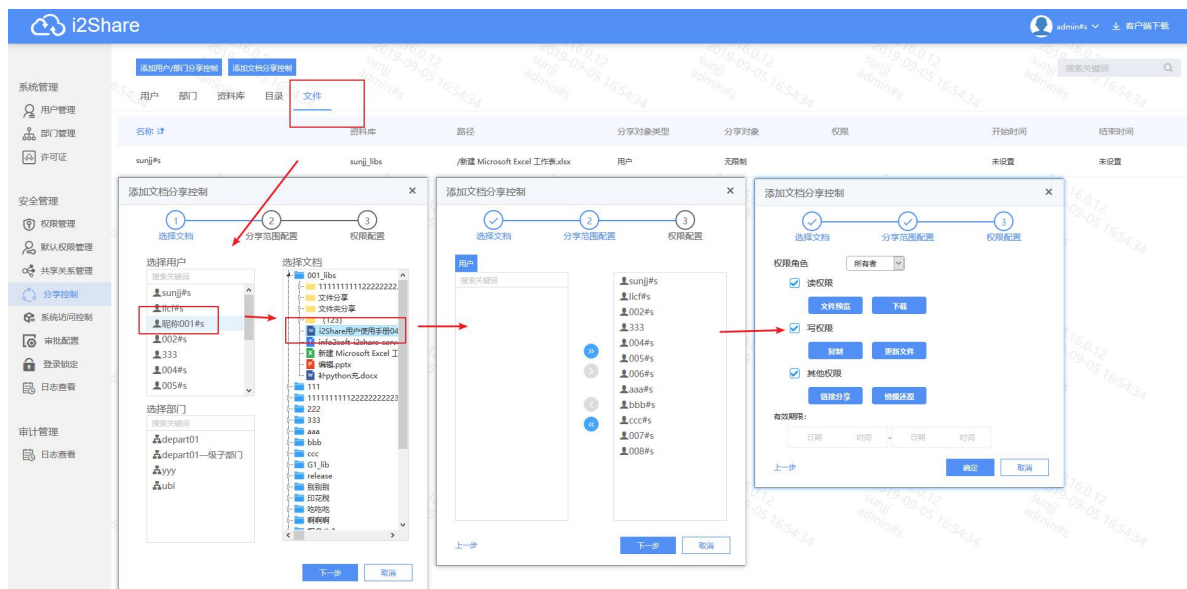 i2Share
admin#s
客户端下载
添加用户/部门分享控制 添加文档分享控制
搜索关键词
用户 部门 资料库 目录 文件
名称 资料库 路径 分享对象类型 分享对象 权限 开始时间 结束时间
sunjj#s sunjj_libs /新建 Microsoft Excel 工作表.xlsx 用户 无限制 未设置 未设置
系统管理
用户管理
部门管理
许可证
安全管理
权限管理
默认权限管理
共享关系管理
分享控制
系统访问控制
审批配置
登录锁定
日志查看
审计管理
日志查看
添加文档分享控制 ×
1 2 3
选择文档 分享范围配置 权限配置
选择用户
搜索关键词
sunjj#s
licf#s
昵称001#s
002#s
333
004#s
005#s
选择部门
搜索关键词
depart01
depart01—级子部门
yyy
ubi
选择文档
001_libs
文件分享
文件夹分享
(123)
i2Share用户使用手册04
info2soft-i2share-serv
新建 Microsoft Excel 工
编辑.pptx
补python充.docx
111
222
333
aaa
bbb
ccc
G1_lib
release
别别别
印花税
吃吃吃
啊啊啊
下一步 取消
添加文档分享控制 ×
2 3
选择文档 分享范围配置 权限配置
用户
搜索关键词
sunjj#s
licf#s
002#s
333
004#s
005#s
006#s
aaa#s
bbb#s
ccc#s
007#s
008#s
上一步 下一步 取消
添加文档分享控制 ×
3
选择文档 分享范围配置 权限配置
权限角色 所有者
读权限
文件预览 下载
写权限
复制 更新文件
其他权限
链接分享 镜像还原
有效期限:
日期 时间 - 日期 时间
上一步 确定 取消